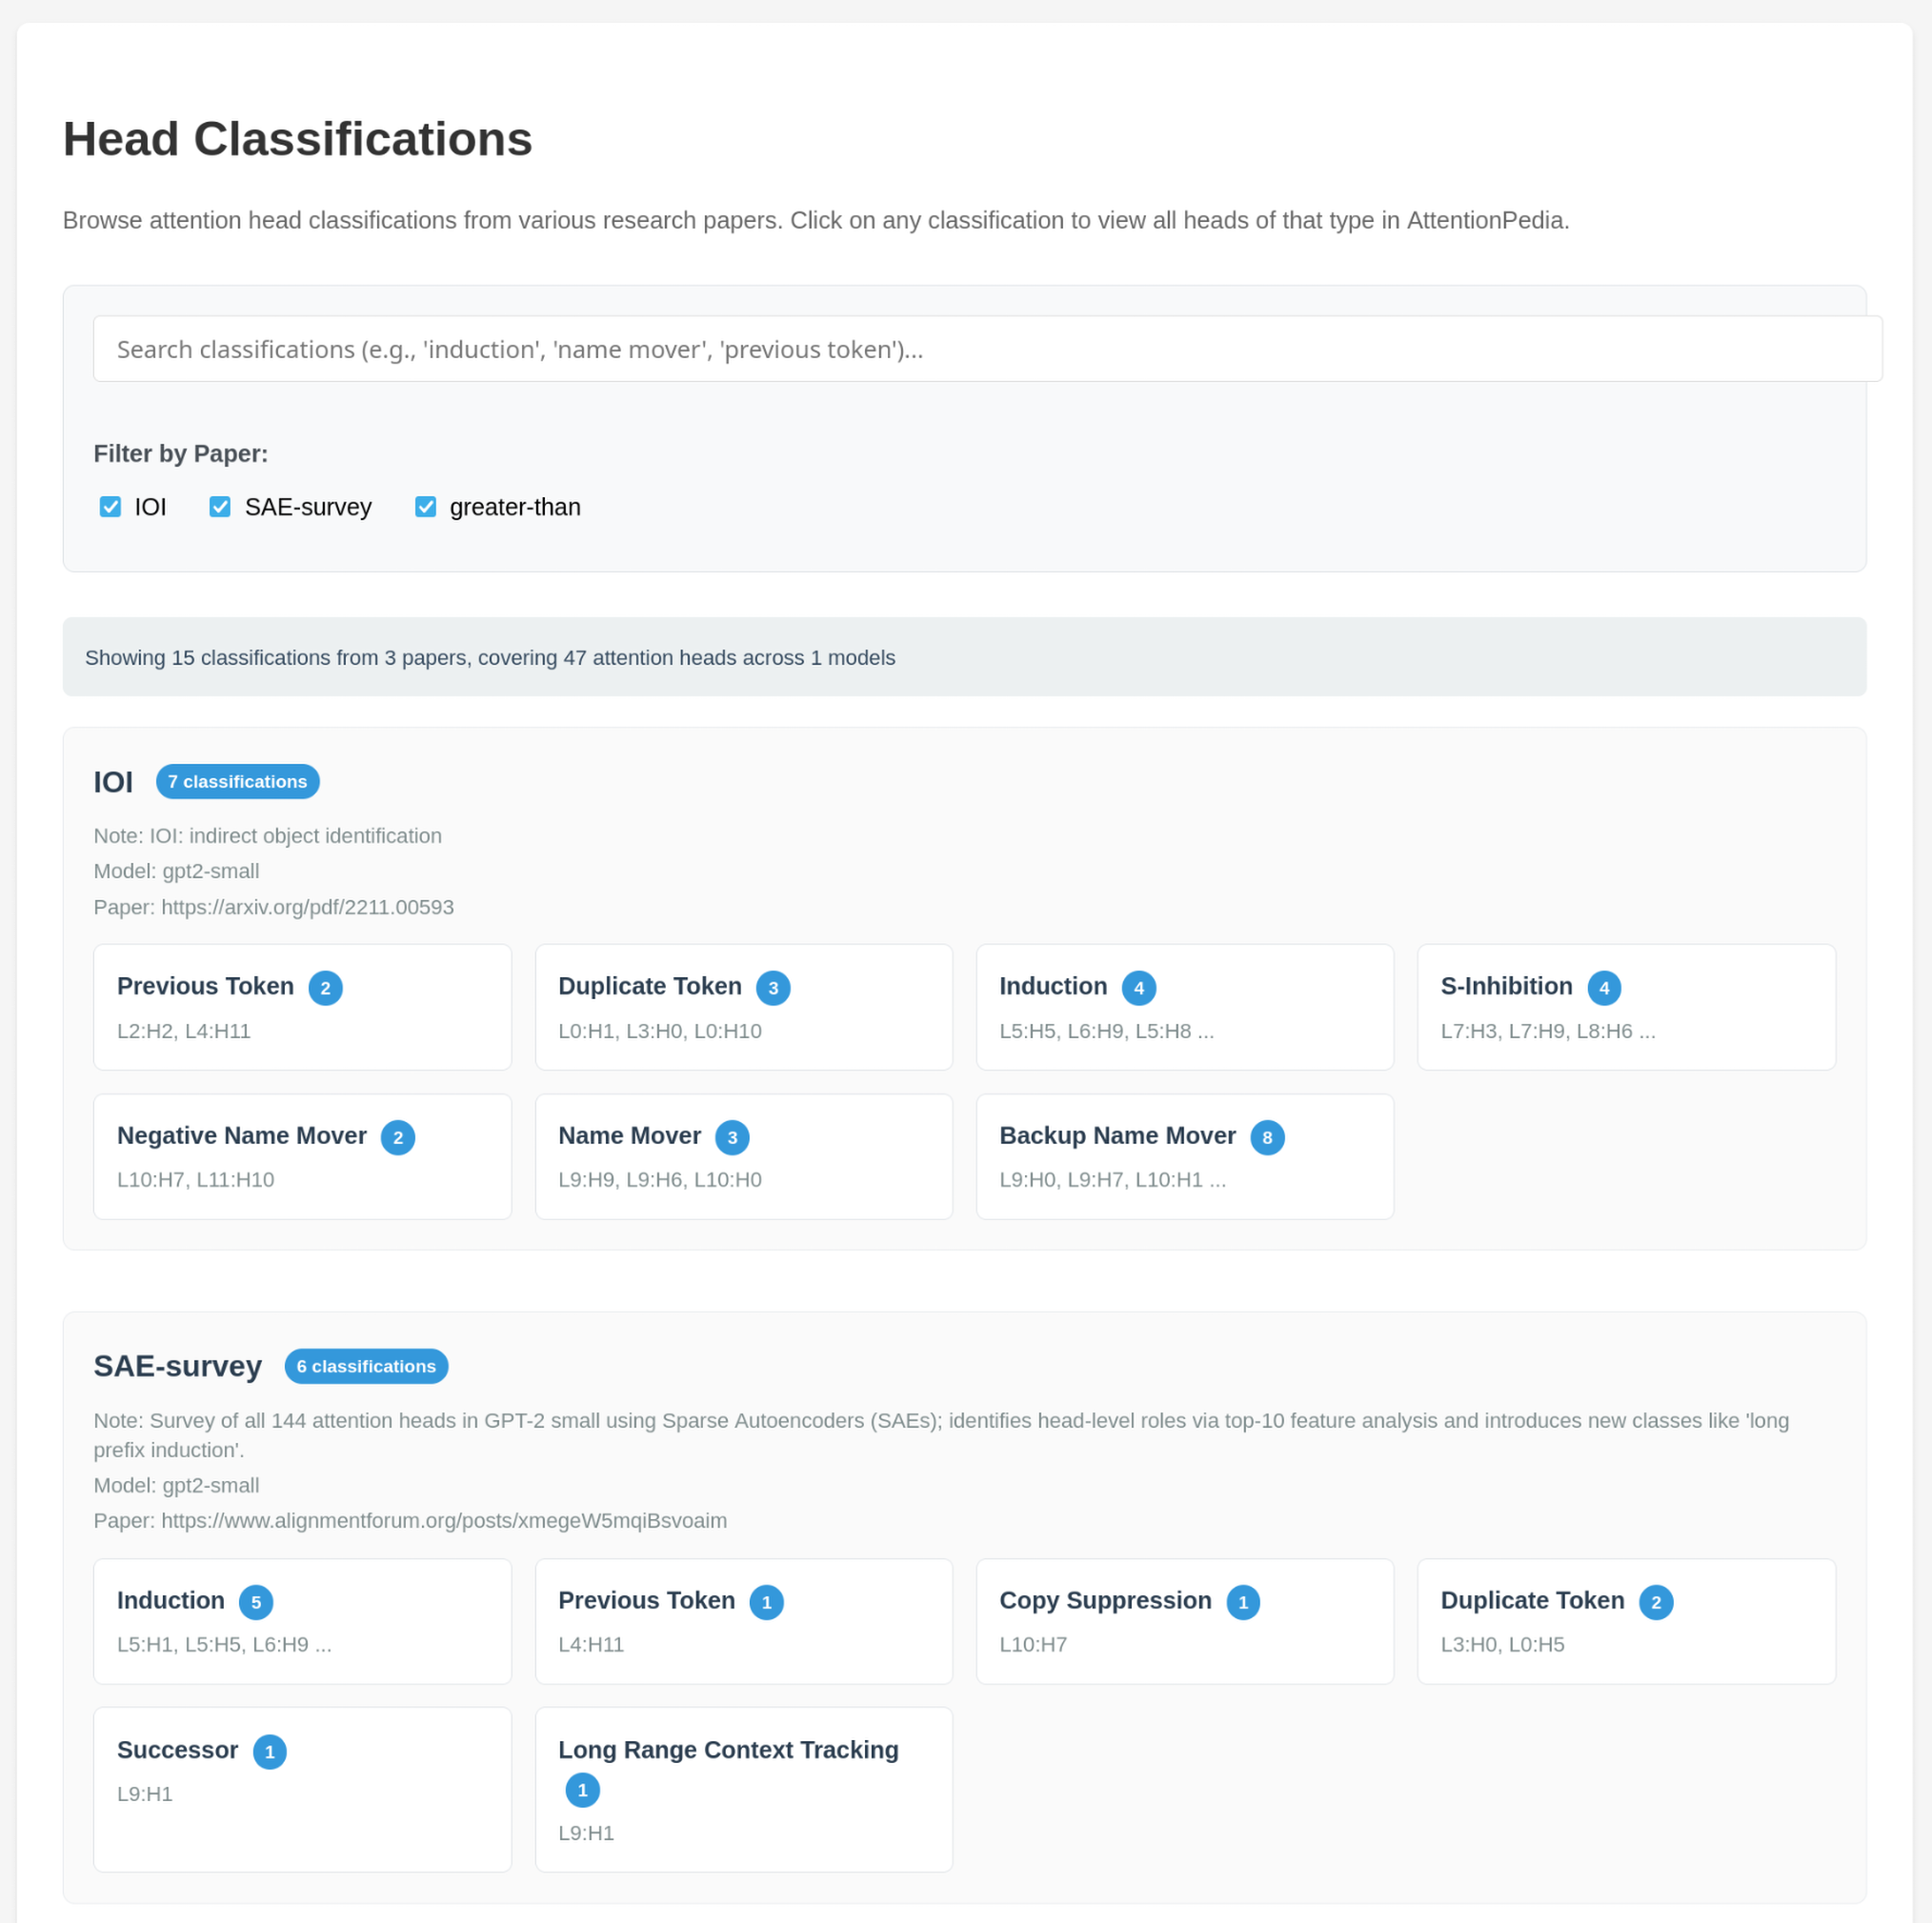 Head Classifications
Browse attention head classifications from various research papers. Click on any classification to view all heads of that type in AttentionPedia.
Search classifications (e.g., 'induction', 'name mover', 'previous token')...
Filter by Paper:
IOI SAE-survey greater-than
Showing 15 classifications from 3 papers, covering 47 attention heads across 1 models
IOI 7 classifications
Note: IOI: indirect object identification
Model: gpt2-small
Paper: https://arxiv.org/pdf/2211.00593
Previous Token 2
L2:H2, L4:H11
Duplicate Token 3
L0:H1, L3:H0, L0:H10
Induction 4
L5:H5, L6:H9, L5:H8 ...
S-Inhibition 4
L7:H3, L7:H9, L8:H6 ...
Negative Name Mover 2
L10:H7, L11:H10
Name Mover 3
L9:H9, L9:H6, L10:H0
Backup Name Mover 8
L9:H0, L9:H7, L10:H1 ...
SAE-survey 6 classifications
Note: Survey of all 144 attention heads in GPT-2 small using Sparse Autoencoders (SAEs); identifies head-level roles via top-10 feature analysis and introduces new classes like 'long
prefix induction'.
Model: gpt2-small
Paper: https://www.alignmentforum.org/posts/xmegeW5mqiBsvoaim
Induction 5
L5:H1, L5:H5, L6:H9 ...
Previous Token 1
L4:H11
Copy Suppression 1
L10:H7
Duplicate Token 2
L3:H0, L0:H5
Successor 1
L9:H1
Long Range Context Tracking
1
L9:H1